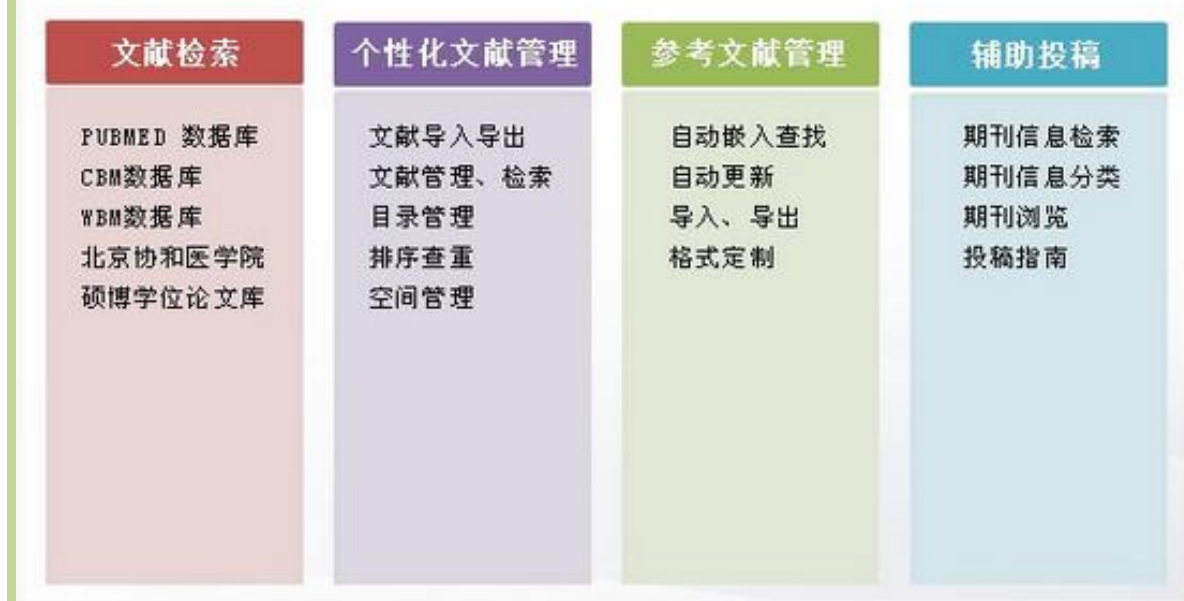 文献检索
PUBMED 数据库
CBM数据库
WBM数据库
北京协和医学院
硕博学位论文库
个性化文献管理
文献导入导出
文献管理、检索
目录管理
排序查重
空间管理
参考文献管理
自动嵌入查找
自动更新
导入、导出
格式定制
辅助投稿
期刊信息检索
期刊信息分类
期刊浏览
投稿指南